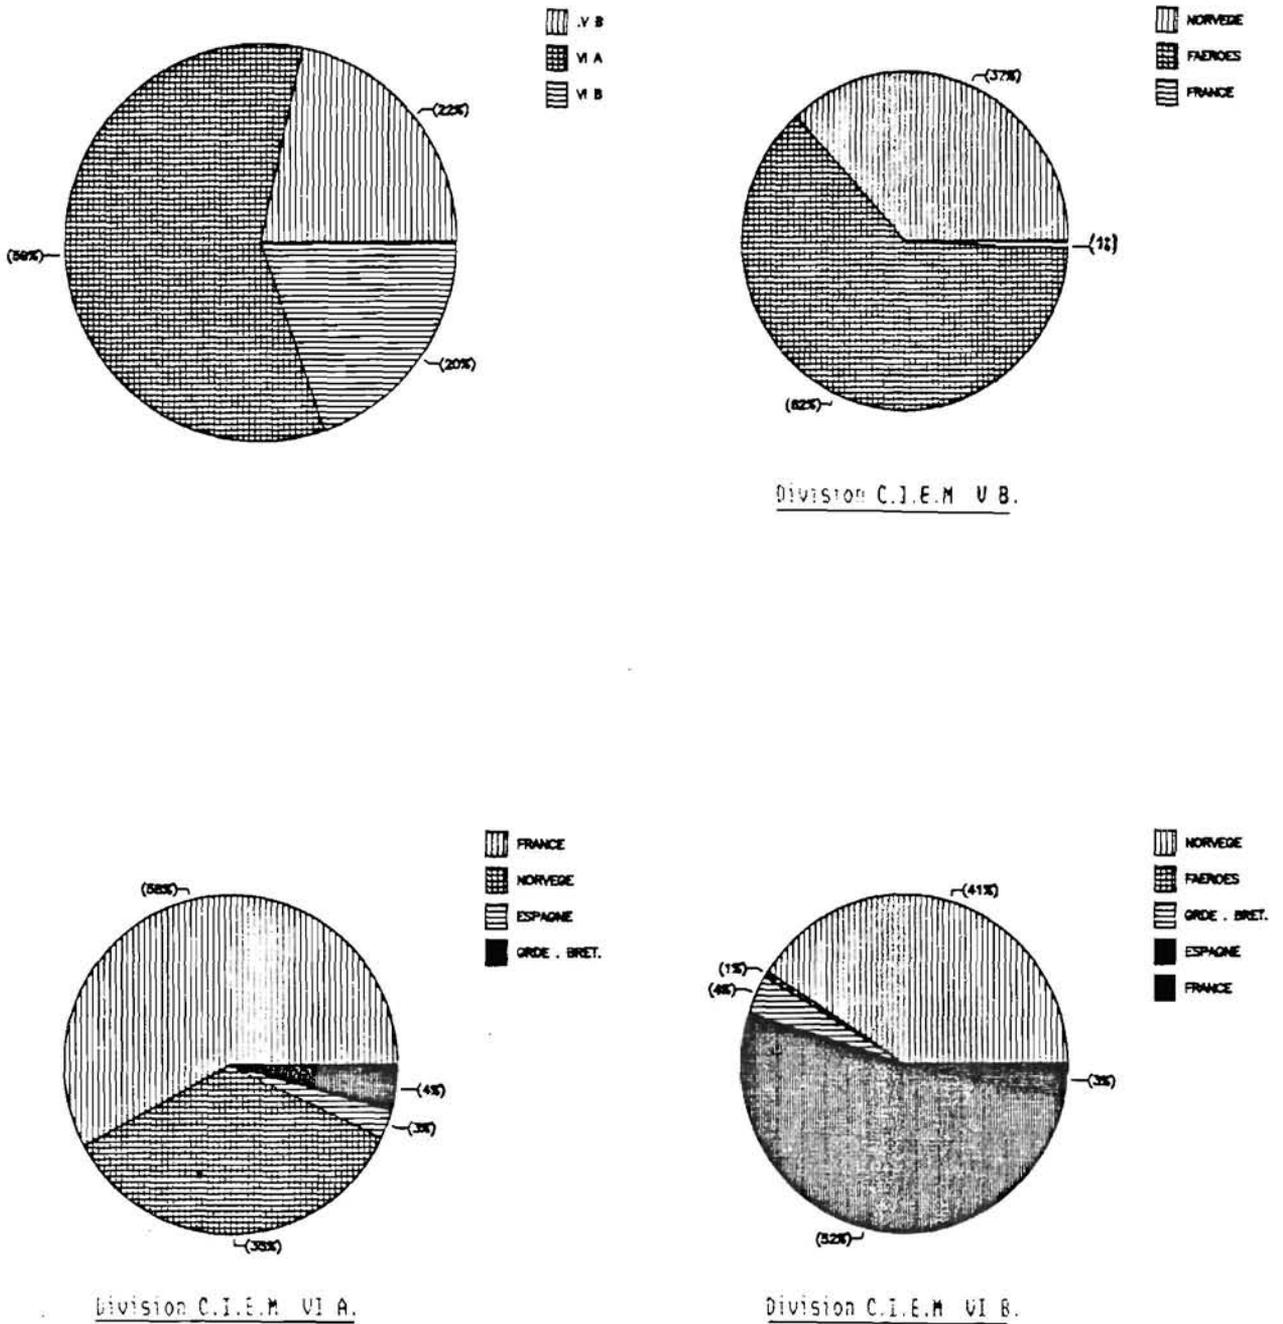 .V B
VI A
VI B
(22%)
(58%)
(20%)
NORVEGE
FAEROES
FRANCE
(37%)
(1%)
(62%)
Division C.I.E.M V B.
FRANCE
NORVEGE
ESPAGNE
GRDE . BRET.
(58%)
(4%)
(3%)
(35%)
Division C.I.E.M VI A.
NORVEGE
FAEROES
GRDE . BRET.
ESPAGNE
FRANCE
(41%)
(1%)
(4%)
(3%)
(52%)
Division C.I.E.M VI B.